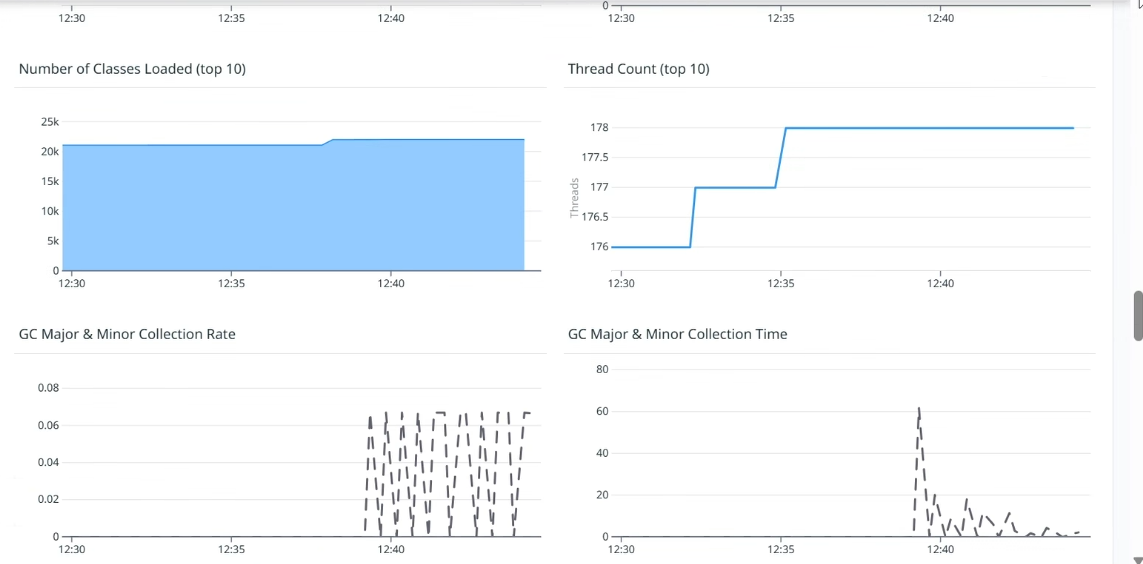 0
12:30 12:35 12:40
12:30 12:35 12:40
Number of Classes Loaded (top 10)
25k
20k
15k
10k
5k
0
12:30 12:35 12:40
Thread Count (top 10)
Threads
178
177.5
177
176.5
176
12:30 12:35 12:40
GC Major & Minor Collection Rate
0.08
0.06
0.04
0.02
0
12:30 12:35 12:40
GC Major & Minor Collection Time
80
60
40
20
0
12:30 12:35 12:40